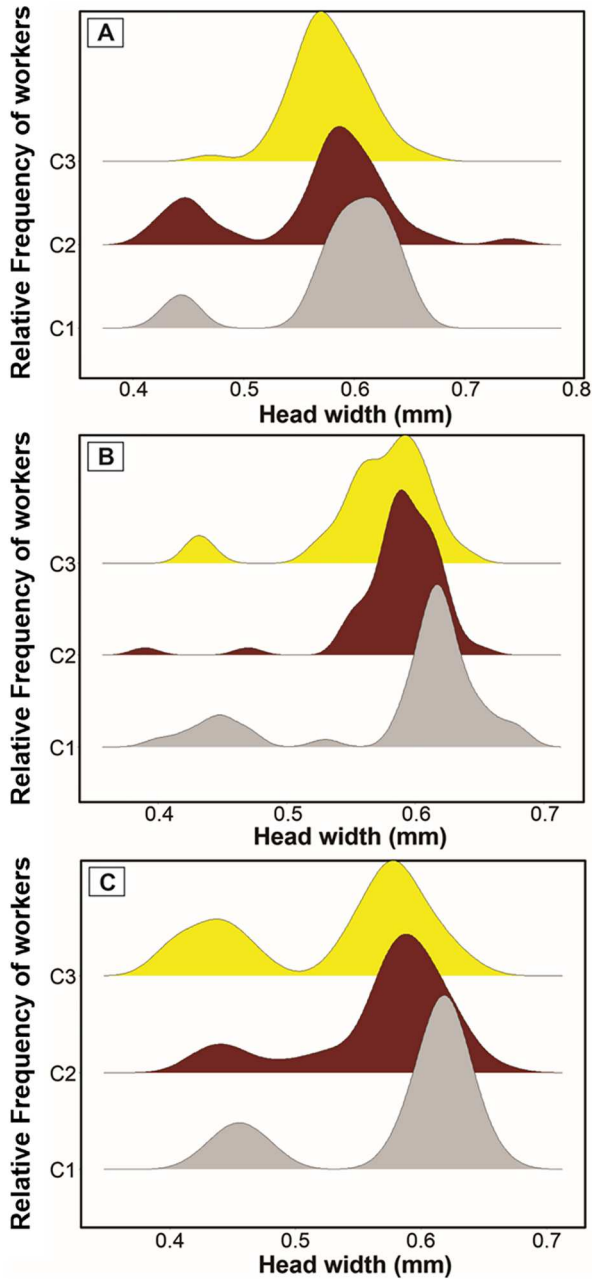 A
Relative Frequency of workers
C3
C2
C1
0.4 0.5 0.6 0.7 0.8
Head width (mm)
B
Relative Frequency of workers
C3
C2
C1
0.4 0.5 0.6 0.7
Head width (mm)
C
Relative Frequency of workers
C3
C2
C1
0.4 0.5 0.6 0.7
Head width (mm)